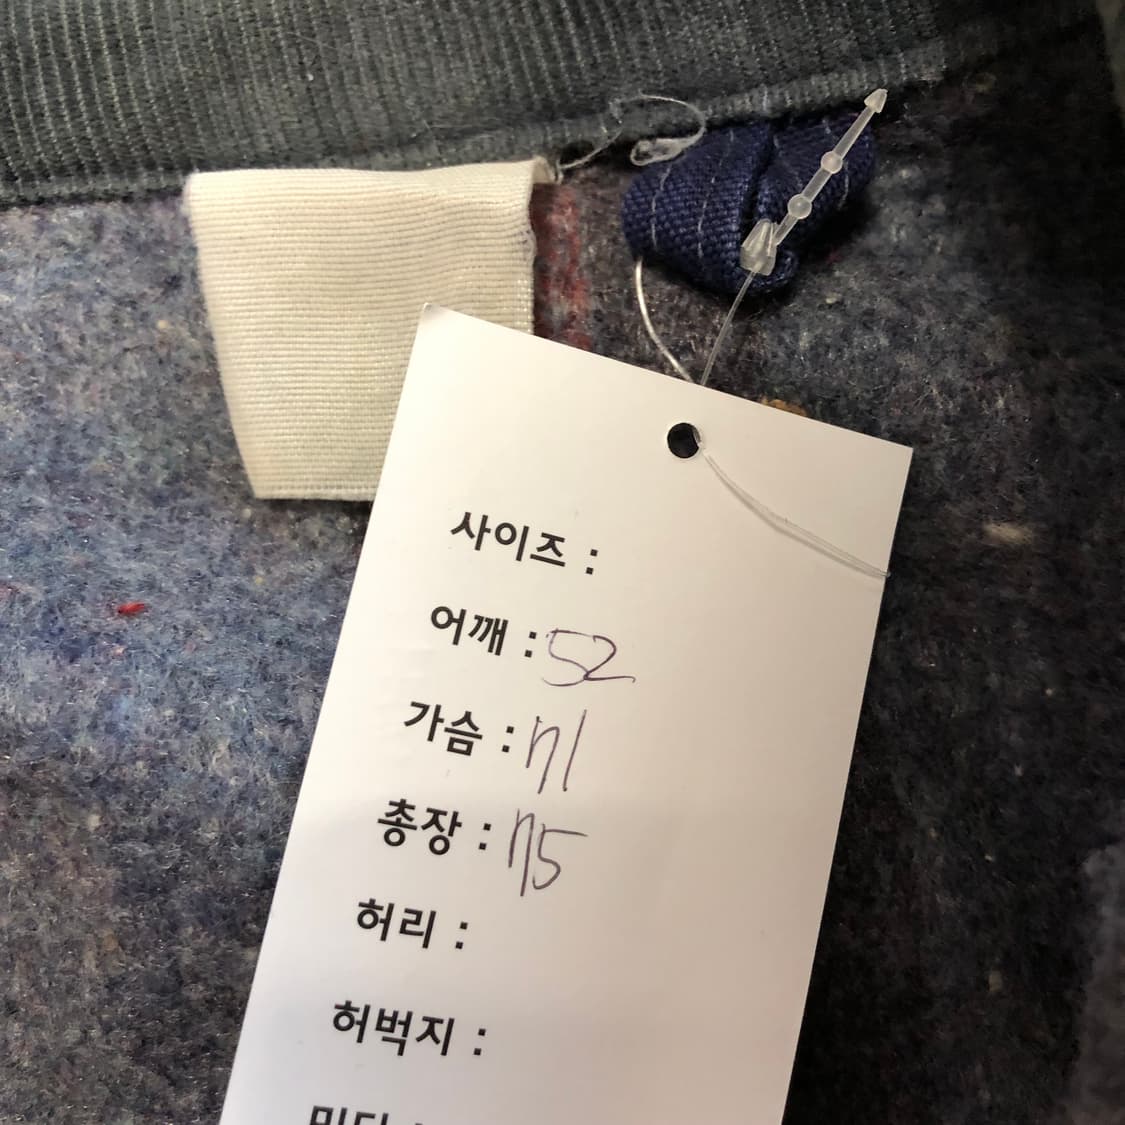 사이즈 :
어깨 : 52
가슴 : 71
총장 : 75
허리 :
허벅지 :